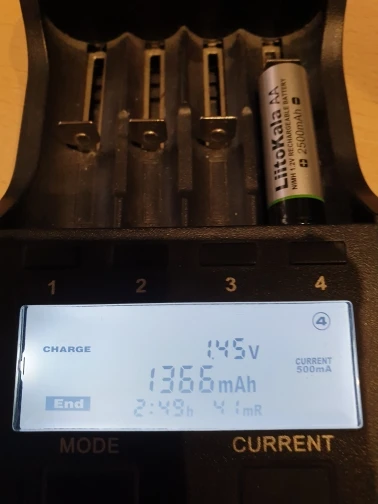 LiitoKala AA
NiMH 1.2V RECHARGEABLE BATTERY
2500mAh
1 2 3 4
4
CHARGE 1.45V
CURRENT
500mA
1366mAh
End 2:49h 41mR
MODE CURRENT